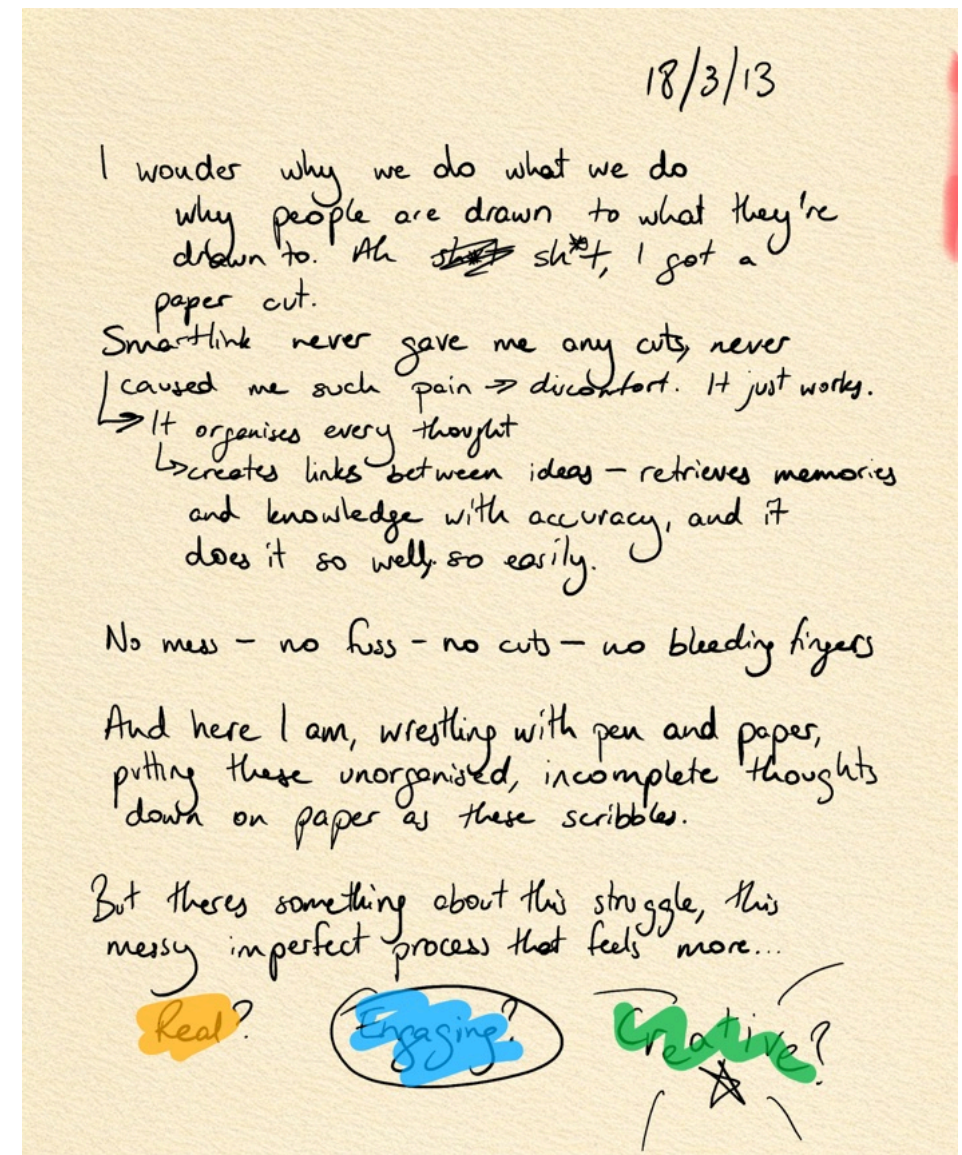 18/3/13
I wonder why we do what we do
why people are drawn to what they're
drawn to. Ah sh*t sh*t, I got a
paper cut.
Smartlink never gave me any cuts, never
caused me such pain → discomfort. It just works.
→ It organises every thought
↳ creates links between ideas – retrieves memories
and knowledge with accuracy, and it
does it so well, so easily.
No mess – no fuss – no cuts – no bleeding fingers
And here I am, wrestling with pen and paper,
putting these unorganised, incomplete thoughts
down on paper as these scribbles.
But theres something about this struggle, this
messy imperfect process that feels more...
Real? Engaging? Creative?